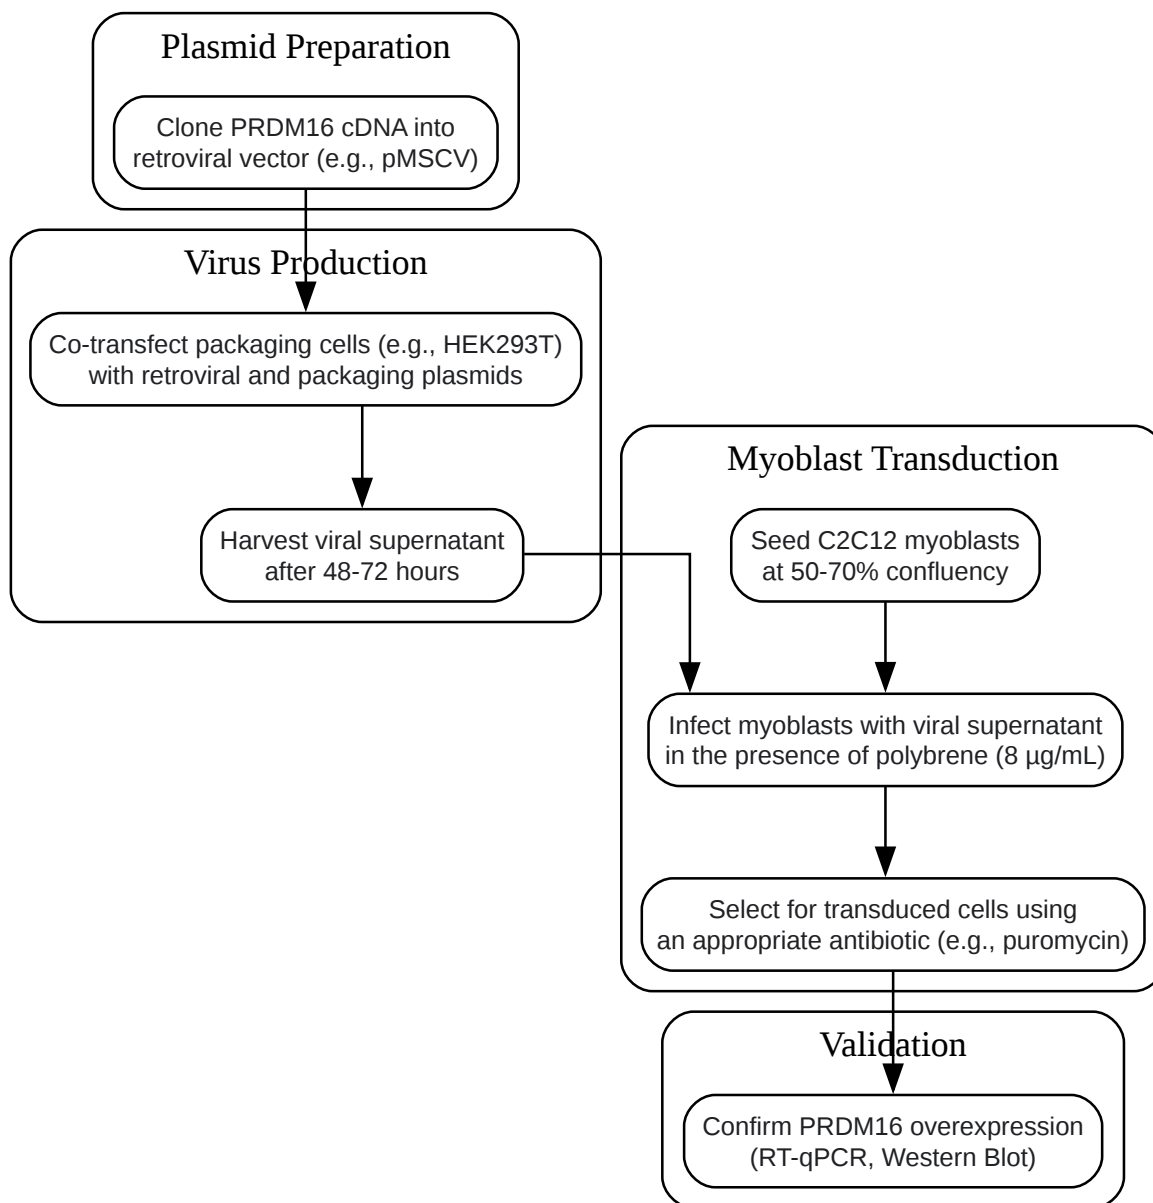 Plasmid Preparation
Clone PRDM16 cDNA into
retroviral vector (e.g., pMSCV)
Virus Production
Co-transfect packaging cells (e.g., HEK293T)
with retroviral and packaging plasmids
Harvest viral supernatant
after 48-72 hours
Myoblast Transduction
Seed C2C12 myoblasts
at 50-70% confluency
Infect myoblasts with viral supernatant
in the presence of polybrene (8 µg/mL)
Select for transduced cells using
an appropriate antibiotic (e.g., puromycin)
Validation
Confirm PRDM16 overexpression
(RT-qPCR, Western Blot)